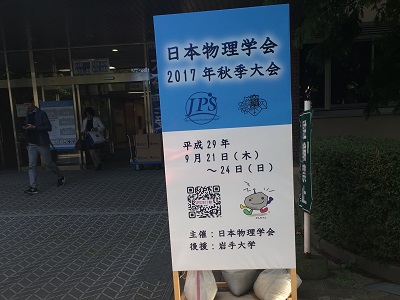 日本物理学会
2017年秋季大会
JPS
平成29年
9月21日(木)
～24日(日)
主催:日本物理学会
後援:岩手大学